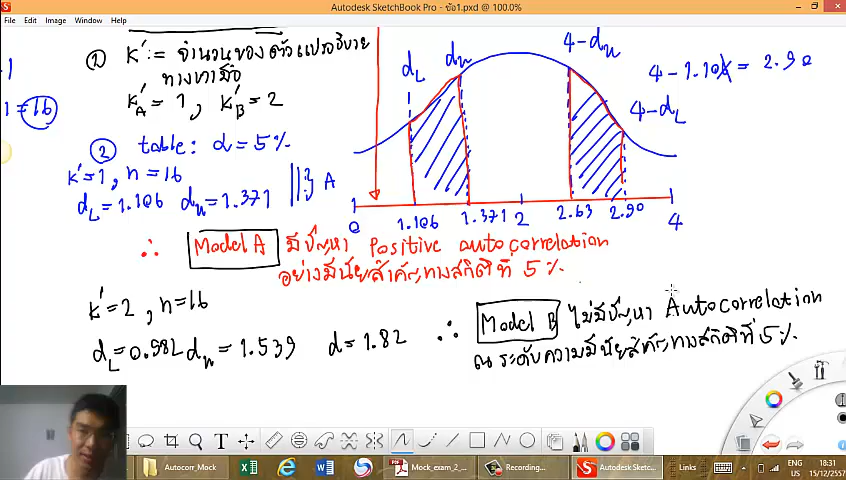 Autodesk SketchBook Pro - ข้อ1.pxd @ 100.0%
File Edit Image Window Help
① K' := จำนวนของตัวแปรอธิบาย
ทางขวามือ
K'A = 1 , K'B = 2
② table: α = 5%
K' = 1 , n = 16
dL = 1.106 du = 1.371
} A
1 = 16
dL
du
4-du
4-dL
4 - 1.106 = 2.90
0
1.106
1.371
2
2.63
2.90
4
∴ Model A มีปัญหา Positive autocorrelation
อย่างมีนัยสำคัญทางสถิติที่ 5%
K' = 2 , n = 16
dL = 0.982 du = 1.539 d = 1.82
∴ Model B ไม่มีปัญหา Autocorrelation
ณ ระดับความมีนัยสำคัญทางสถิติที่ 5%
T
Autocorr_Mock
Mock_exam_2_...
Recording...
Autodesk Sketc...
Links
ENG
US
18:31
15/12/2557